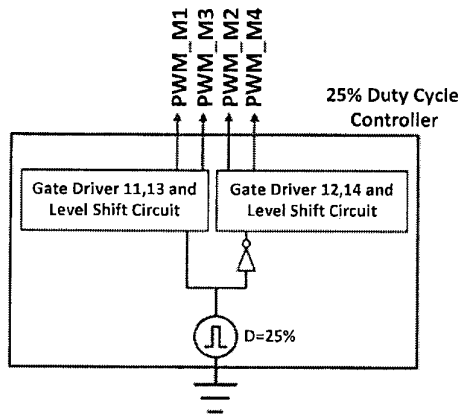 PWM_M1
PWM_M3
PWM_M2
PWM_M4
25% Duty Cycle
Controller
Gate Driver 11,13 and
Level Shift Circuit
Gate Driver 12,14 and
Level Shift Circuit
D=25%